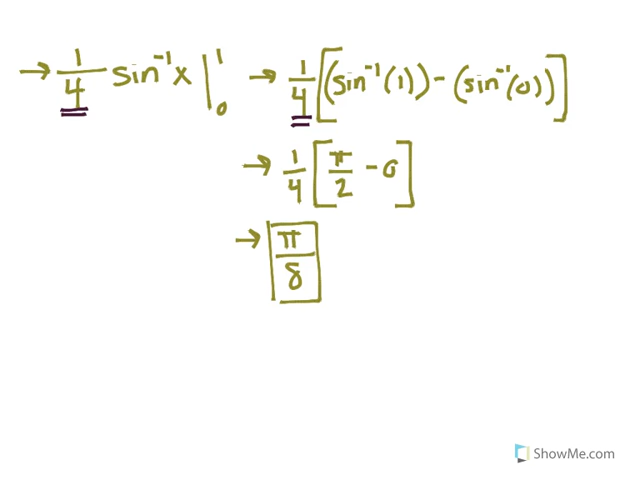 → 1/4 sin⁻¹x |₀¹ → 1/4 [(sin⁻¹(1)) - (sin⁻¹(0))]
→ 1/4 [π/2 - 0]
→ π/8
ShowMe.com